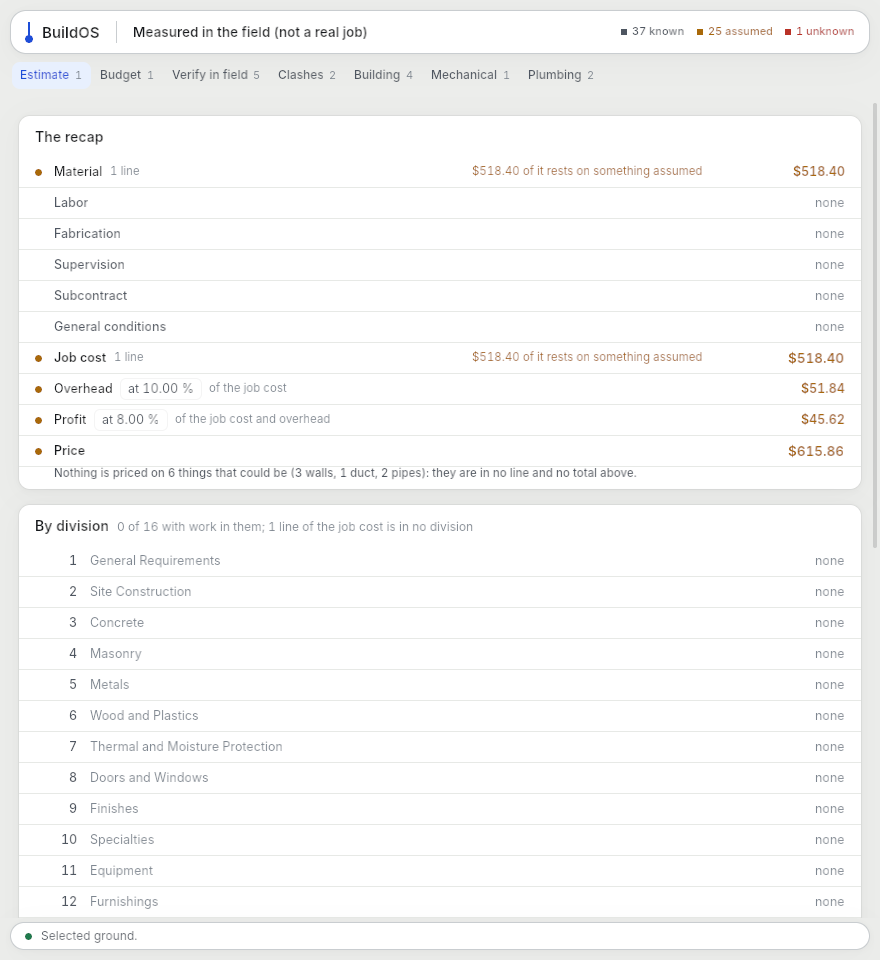 BuildOS Measured in the field (not a real job) 37 known 25 assumed 1 unknown
Estimate 1 Budget 1 Verify in field 5 Clashes 2 Building 4 Mechanical 1 Plumbing 2
The recap
Material 1 line $518.40 of it rests on something assumed $518.40
Labor none
Fabrication none
Supervision none
Subcontract none
General conditions none
Job cost 1 line $518.40 of it rests on something assumed $518.40
Overhead at 10.00 % of the job cost $51.84
Profit at 8.00 % of the job cost and overhead $45.62
Price $615.86
Nothing is priced on 6 things that could be (3 walls, 1 duct, 2 pipes): they are in no line and no total above.
By division 0 of 16 with work in them; 1 line of the job cost is in no division
1 General Requirements none
2 Site Construction none
3 Concrete none
4 Masonry none
5 Metals none
6 Wood and Plastics none
7 Thermal and Moisture Protection none
8 Doors and Windows none
9 Finishes none
10 Specialties none
11 Equipment none
12 Furnishings none
Selected ground.